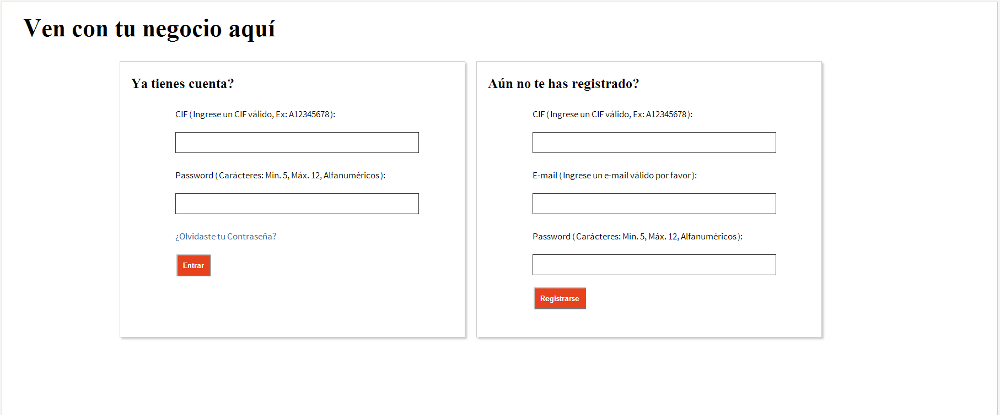 Ven con tu negocio aquí
Ya tienes cuenta?
CIF (Ingrese un CIF válido, Ex: A12345678):
Password (Carácteres: Mín. 5, Máx. 12, Alfanuméricos):
¿Olvidaste tu Contraseña?
Entrar
Aún no te has registrado?
CIF (Ingrese un CIF válido, Ex: A12345678):
E-mail (Ingrese un e-mail válido por favor):
Password (Carácteres: Mín. 5, Máx. 12, Alfanuméricos):
Registrarse